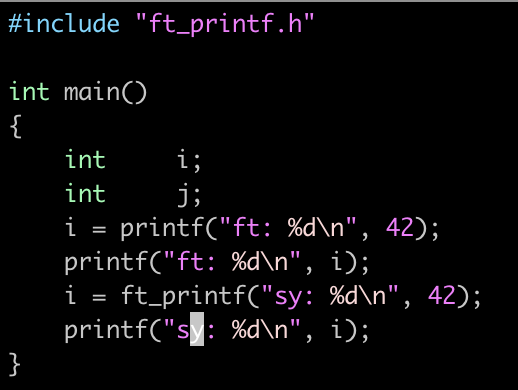 #include "ft_printf.h"
int main()
{
int i;
int j;
i = printf("ft: %d\n", 42);
printf("ft: %d\n", i);
i = ft_printf("sy: %d\n", 42);
printf("sy: %d\n", i);
}